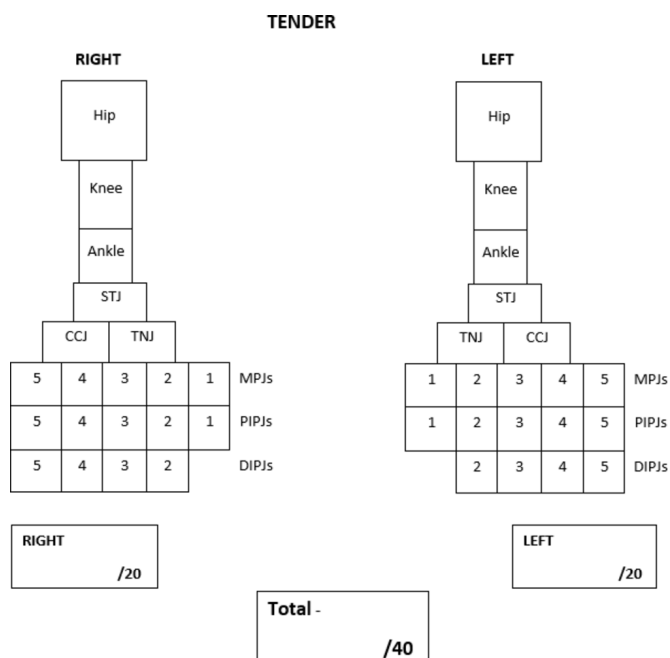 TENDER
RIGHT LEFT
Hip Hip
Knee Knee
Ankle Ankle
STJ STJ
CCJ TNJ TNJ CCJ
5 4 3 2 1 MPJs 1 2 3 4 5 MPJs
5 4 3 2 1 PIPJs 1 2 3 4 5 PIPJs
5 4 3 2 DIPJs 2 3 4 5 DIPJs
RIGHT LEFT
/20 /20
Total -
/40